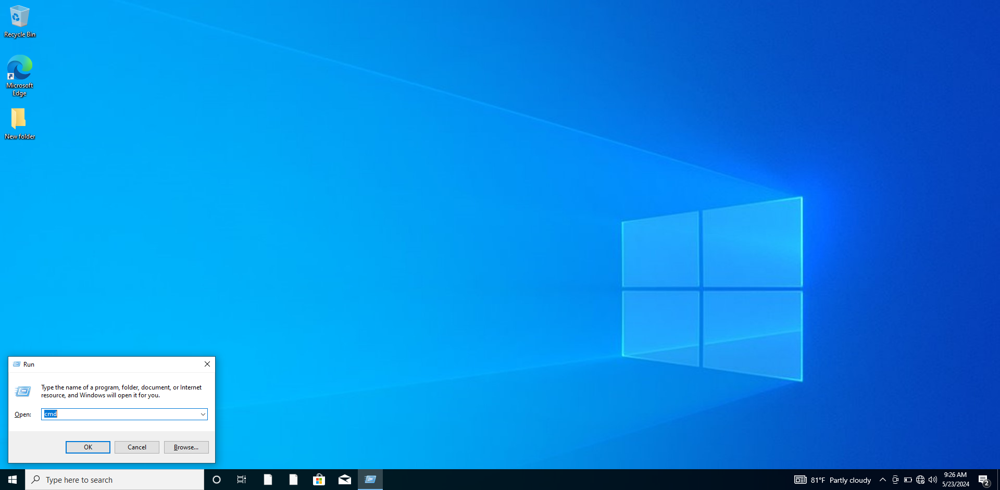 Recycle Bin
Microsoft
Edge
New folder
Run
Type the name of a program, folder, document, or Internet
resource, and Windows will open it for you.
Open:
cmd
OK
Cancel
Browse...
Type here to search
81°F Partly cloudy
9:26 AM
5/23/2024
2